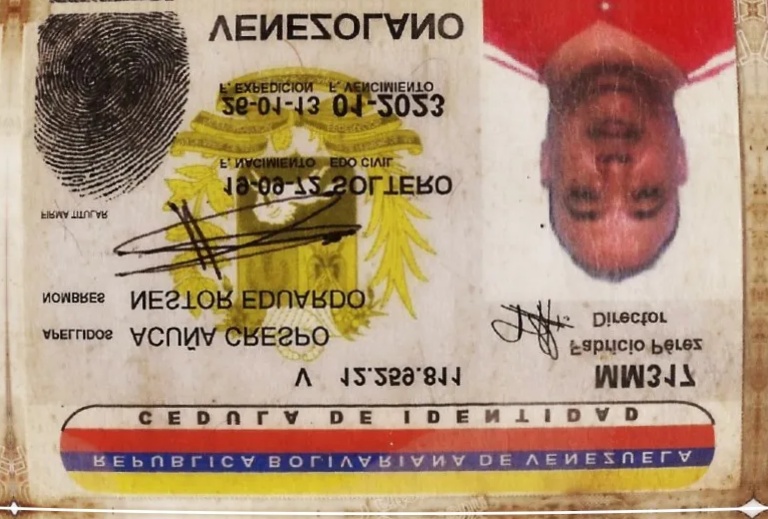 REPUBLICA BOLIVARIANA DE VENEZUELA
CEDULA DE IDENTIDAD
V 12.259.811
MM317
APELLIDOS ACUÑA CRESPO
Fabricio Pérez
Director
NOMBRES NESTOR EDUARDO
FIRMA TITULAR
19-09-72 SOLTERO
F. NACIMIENTO EDO CIVIL
26-01-13 01-2023
F. EXPEDICION F. VENCIMIENTO
VENEZOLANO